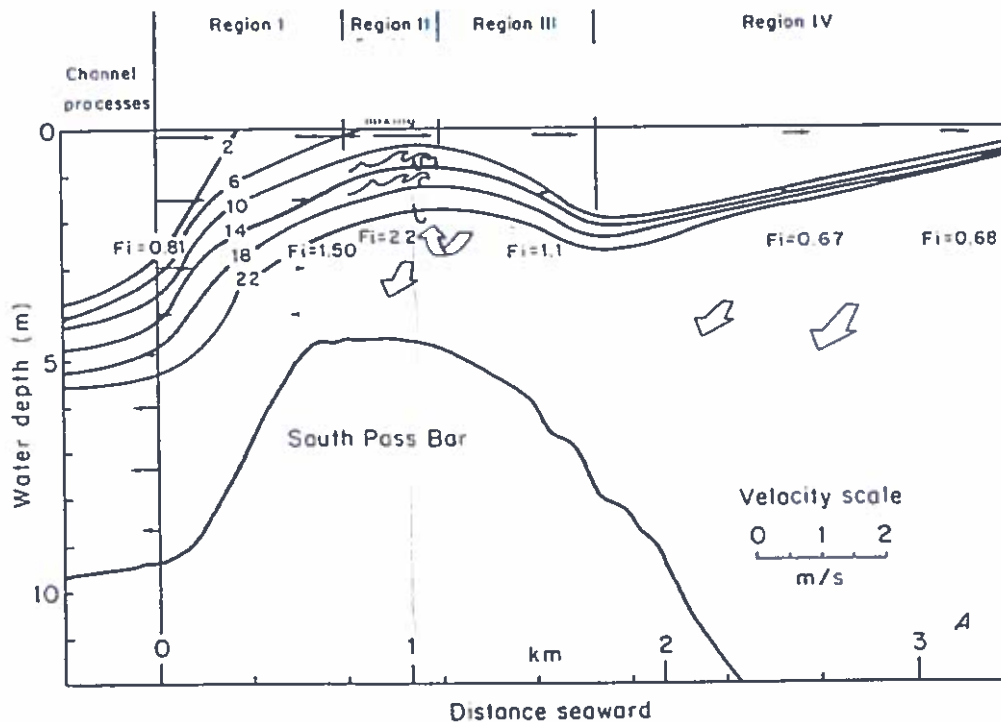 Region I Region II Region III Region IV
Channel
processes
0
2
6
10
14
18
22
Fi=0.81 Fi=1.50 Fi=2.2 Fi=1.1 Fi=0.67 Fi=0.68
5
South Pass Bar
Velocity scale
0 1 2
m/s
10
Water depth (m)
0 1 km 2 3 A
Distance seaward